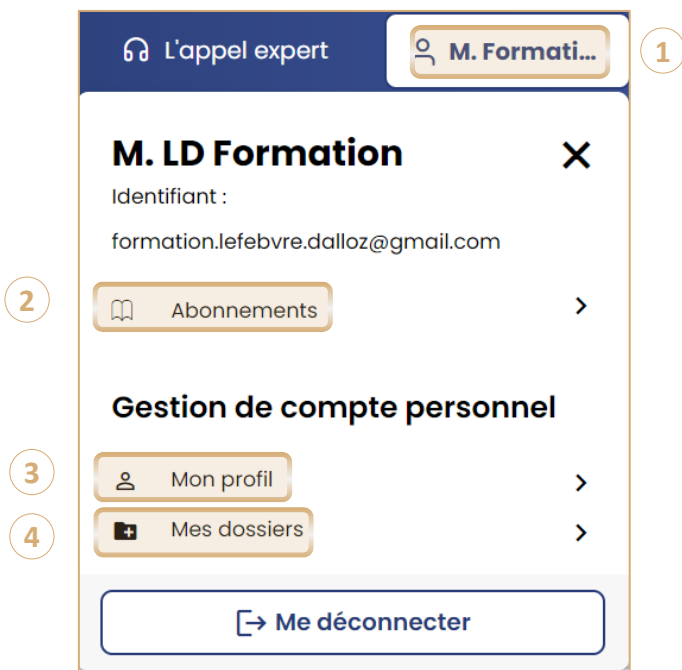 L'appel expert
M. Formati...
1
M. LD Formation
Identifiant :
formation.lefebvre.dalloz@gmail.com
2
Abonnements
Gestion de compte personnel
3
Mon profil
4
Mes dossiers
Me déconnecter